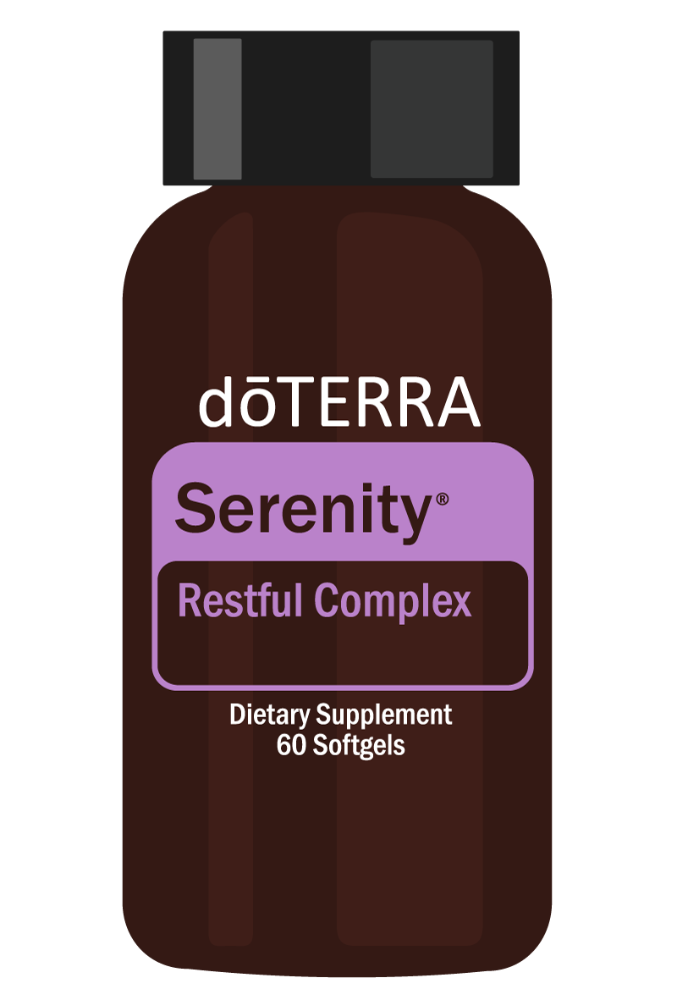 dōTERRA
Serenity®
Restful Complex
Dietary Supplement
60 Softgels